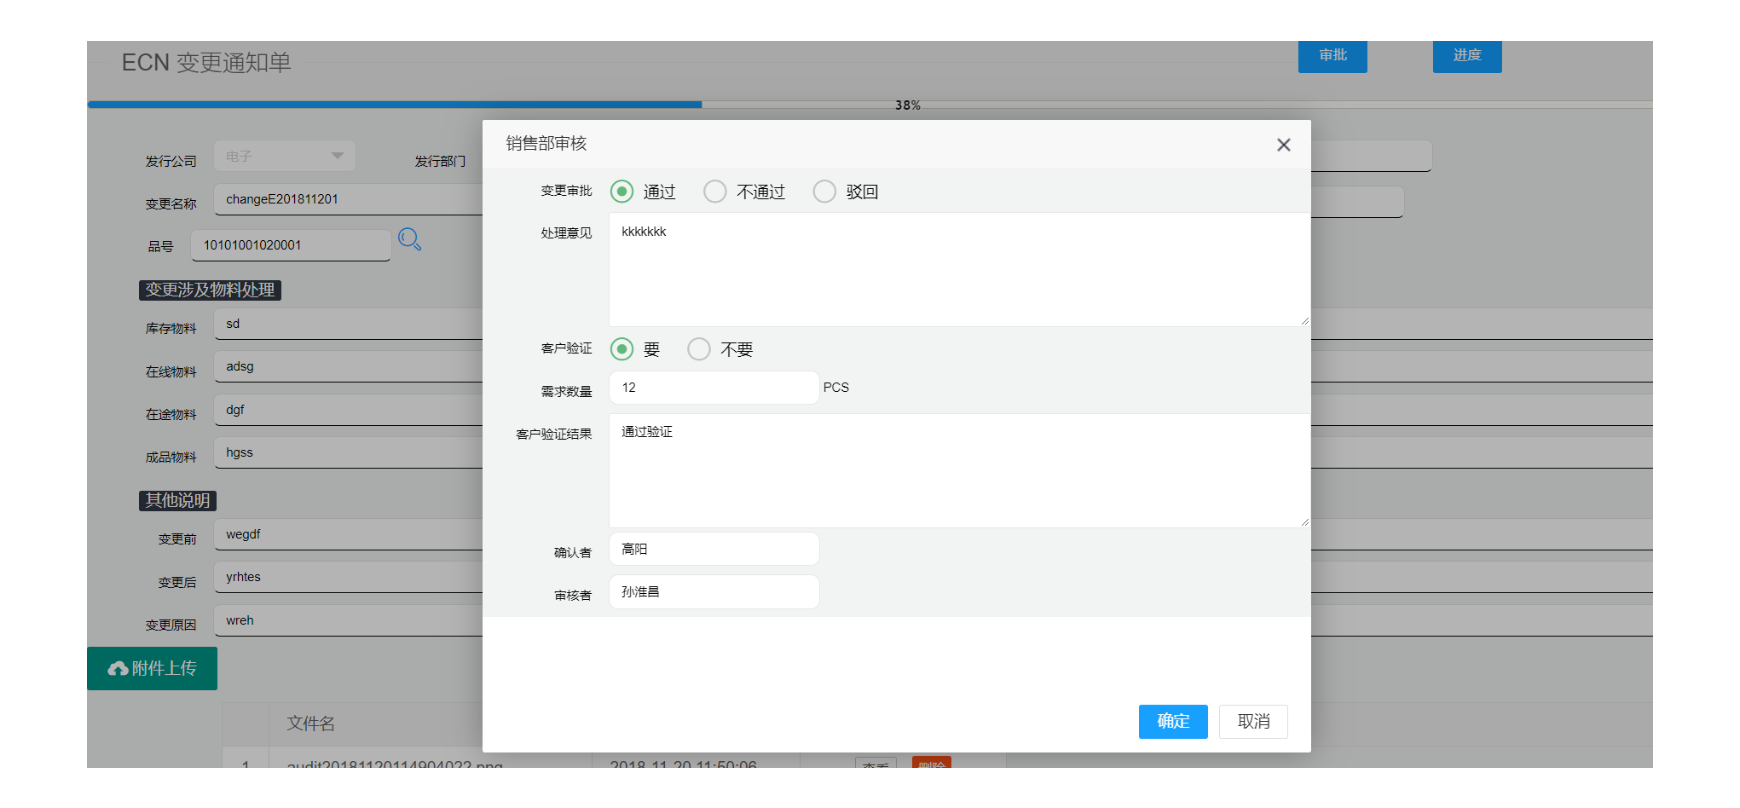 ECN 变更通知单
审批
进度
38%
销售部审核
发行公司 电子
发行部门
变更名称 changeE201811201
品号 10101001020001
变更涉及物料处理
库存物料 sd
在线物料 adsg
在途物料 dgf
成品物料 hgss
其他说明
变更前 wegdf
变更后 yrhtes
变更原因 wreh
附件上传
文件名
1 audit20181120114904022.png 2018-11-20 11:50:06 查看 删除
变更审批 通过 不通过 驳回
处理意见 kkkkkkk
客户验证 要 不要
需求数量 12 PCS
客户验证结果 通过验证
确认者 高阳
审核者 孙淮昌
确定 取消